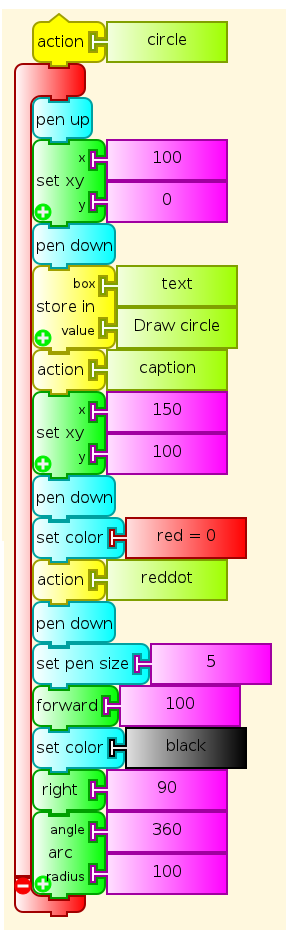 action circle
pen up
x 100
set xy
y 0
pen down
box text
store in
value Draw circle
action caption
x 150
set xy
y 100
pen down
set color red = 0
action reddot
pen down
set pen size 5
forward 100
set color black
right 90
angle 360
arc
radius 100